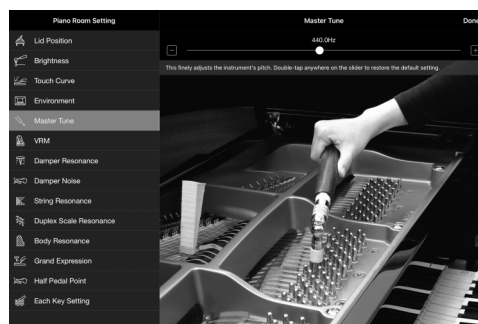 Piano Room Setting
Master Tune
Done
Lid Position
440.0Hz
Brightness
This finely adjusts the instrument's pitch. Double-tap anywhere on the slider to restore the default setting.
Touch Curve
Environment
Master Tune
VRM
Damper Resonance
Damper Noise
String Resonance
Duplex Scale Resonance
Body Resonance
Grand Expression
Half Pedal Point
Each Key Setting